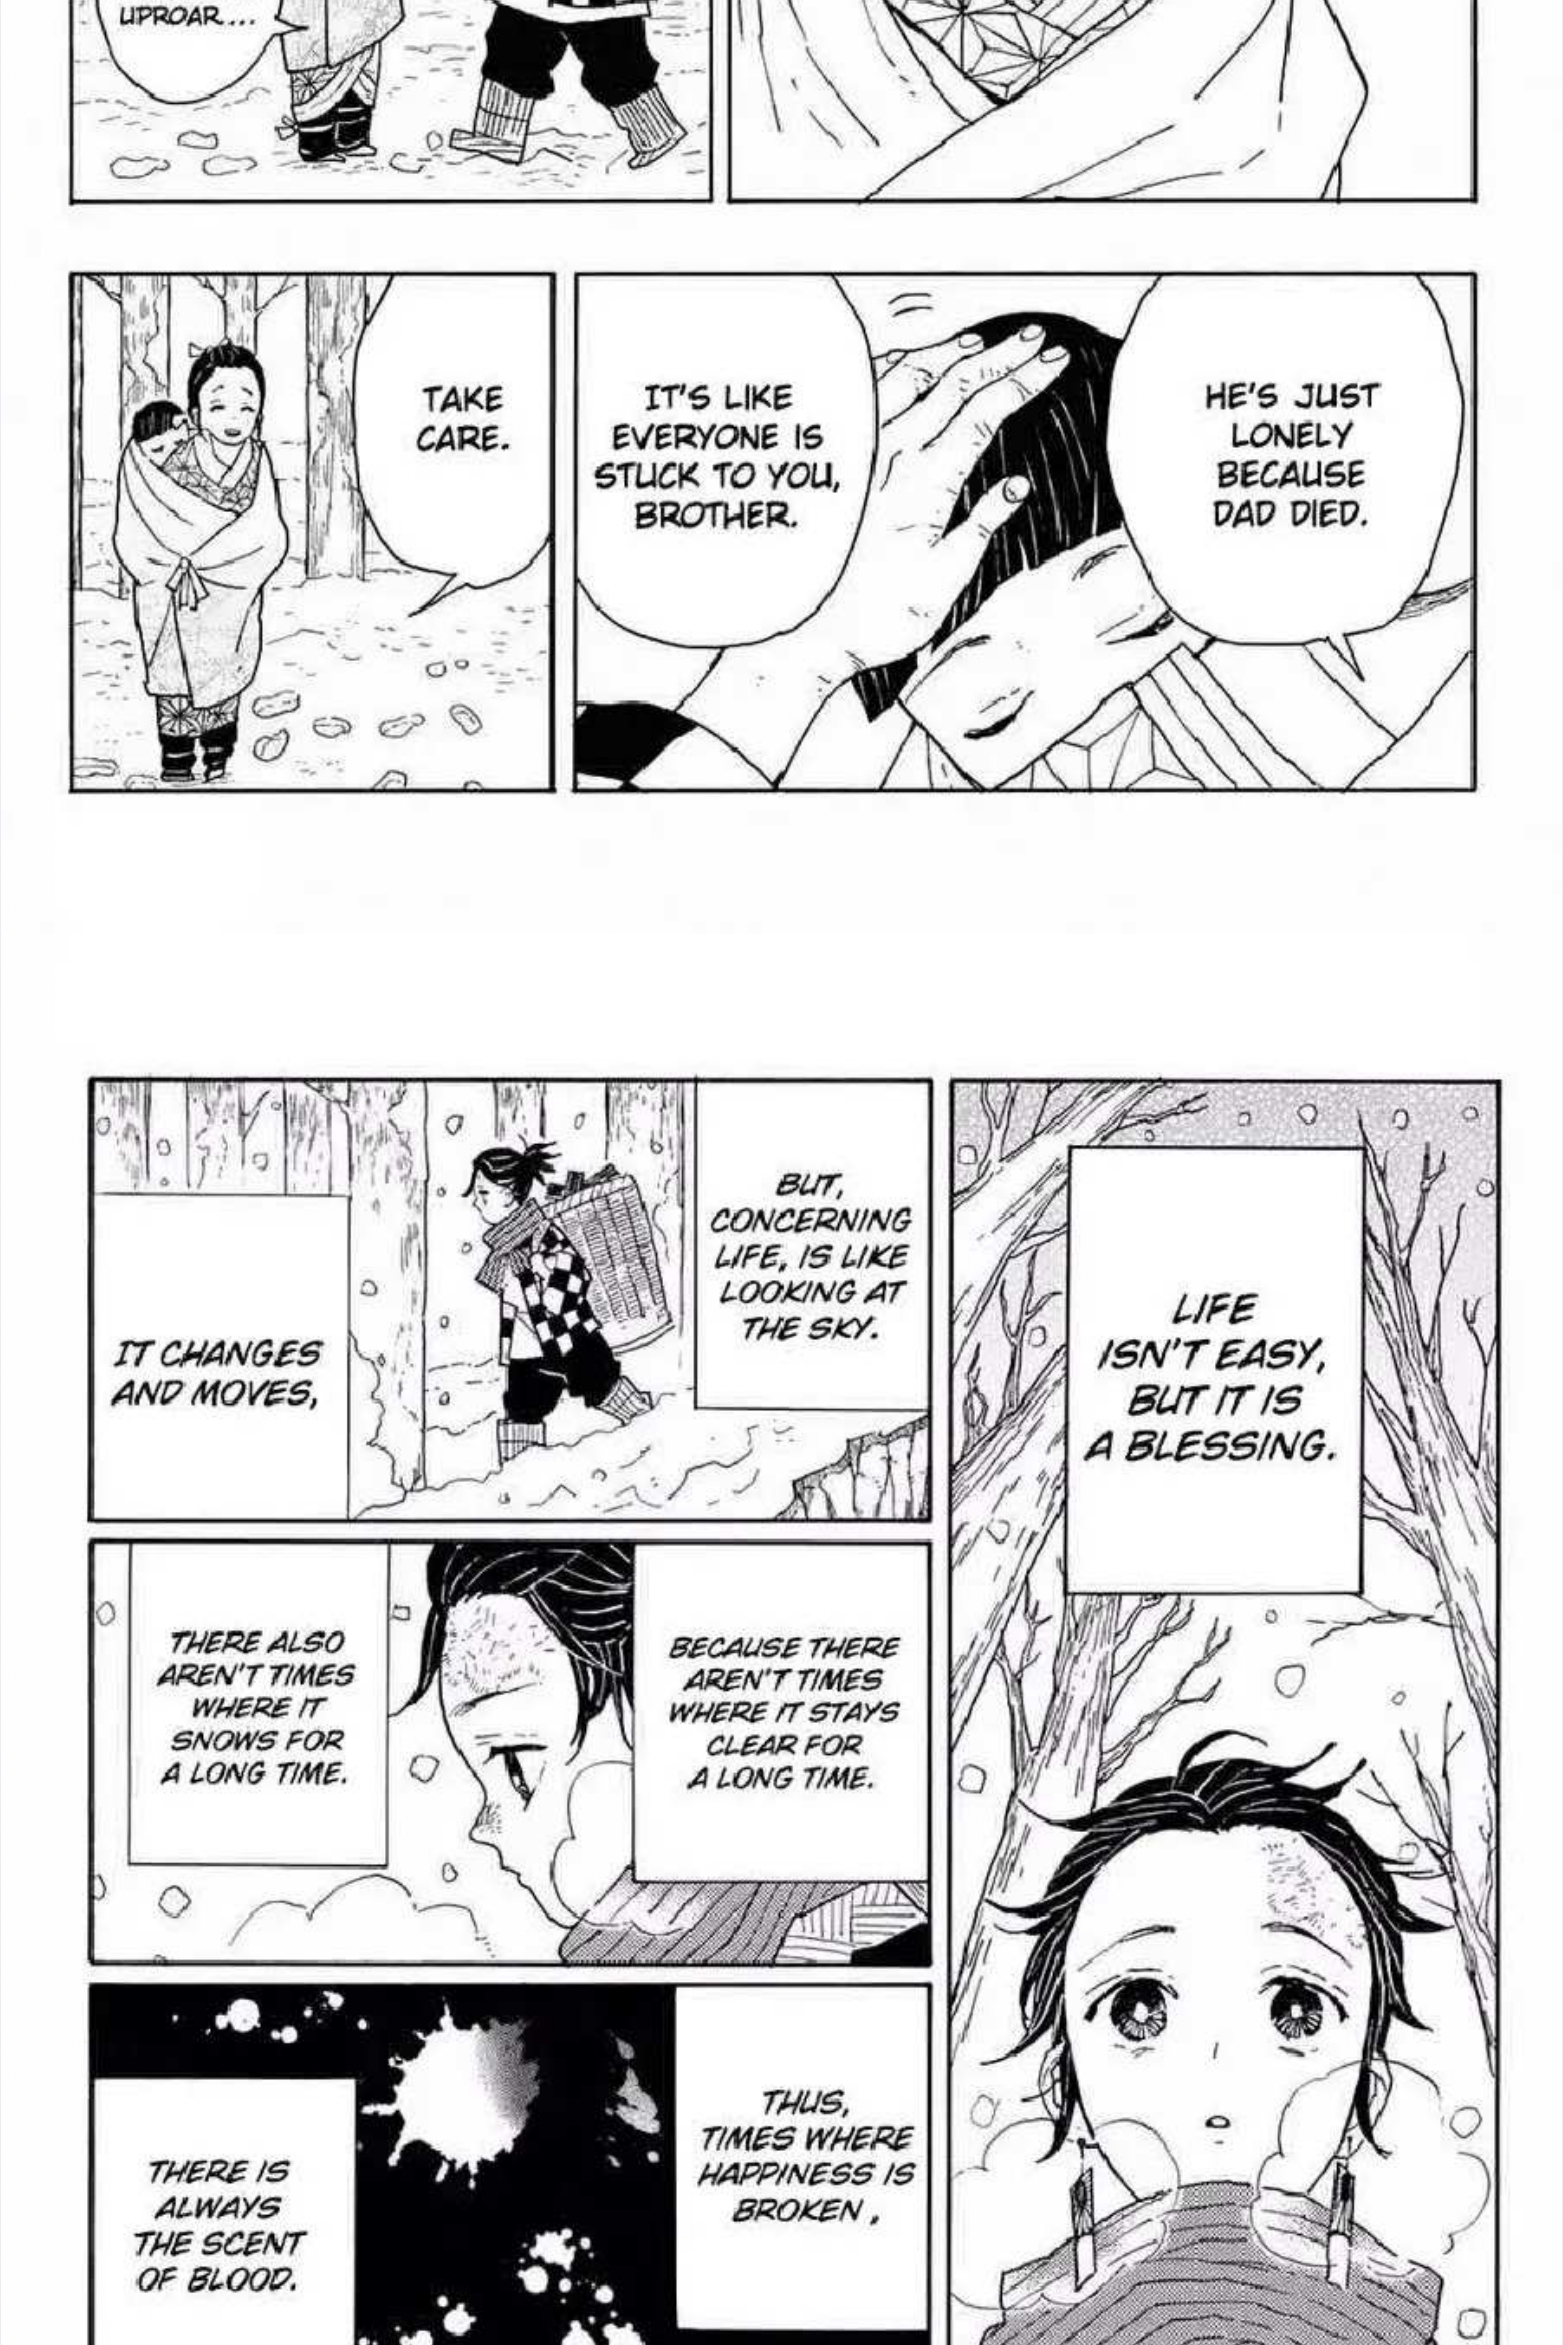 UPROAR...
HE'S JUST
LONELY
BECAUSE
DAD DIED.
IT'S LIKE
EVERYONE IS
STUCK TO YOU,
BROTHER.
TAKE
CARE.
LIFE
ISN'T EASY,
BUT IT IS
A BLESSING.
BUT,
CONCERNING
LIFE, IS LIKE
LOOKING AT
THE SKY.
IT CHANGES
AND MOVES,
BECAUSE THERE
AREN'T TIMES
WHERE IT STAYS
CLEAR FOR
A LONG TIME.
THERE ALSO
AREN'T TIMES
WHERE IT
SNOWS FOR
A LONG TIME.
THUS,
TIMES WHERE
HAPPINESS IS
BROKEN ,
THERE IS
ALWAYS
THE SCENT
OF BLOOD.